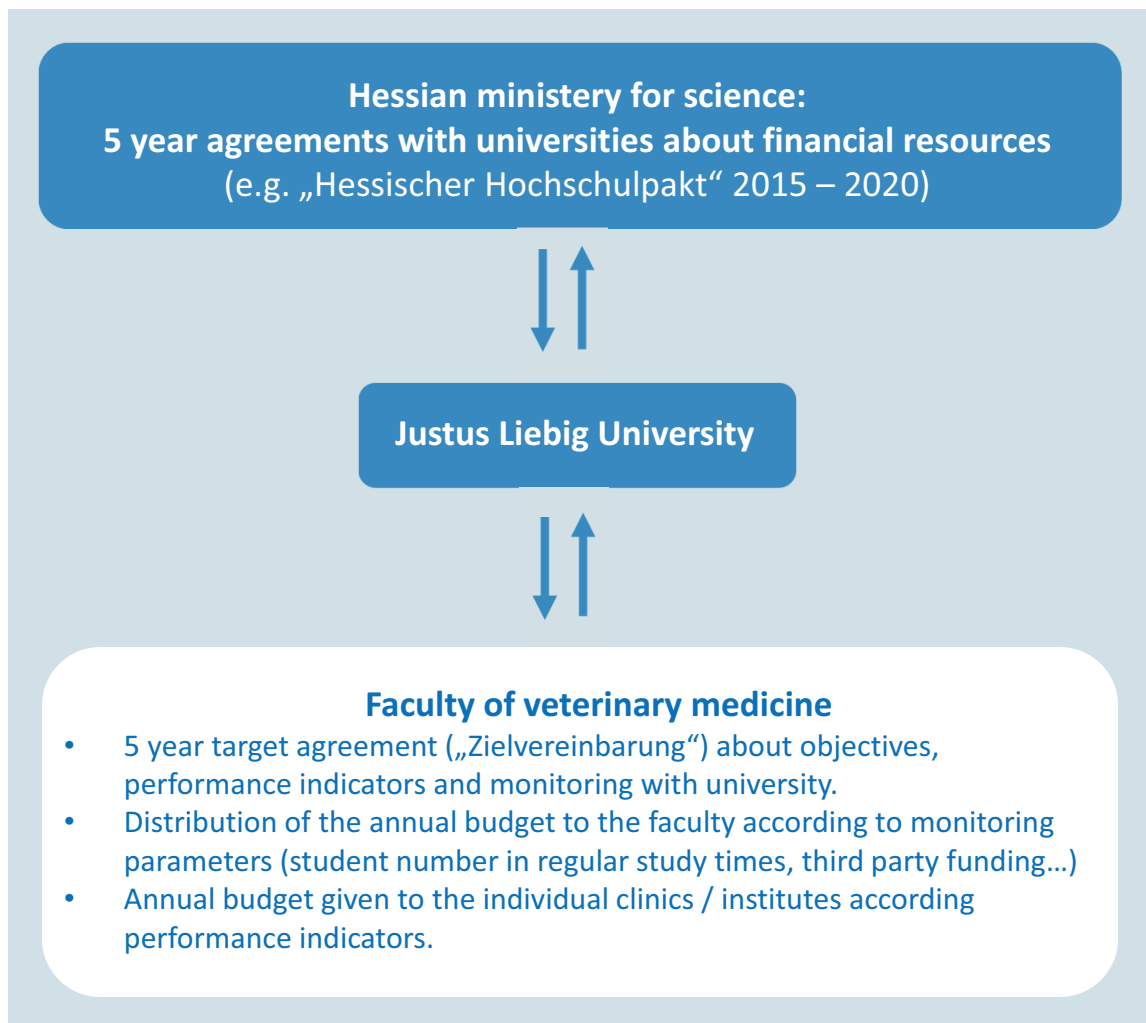 Hessian ministery for science:
5 year agreements with universities about financial resources
(e.g. „Hessischer Hochschulpakt“ 2015 – 2020)
Justus Liebig University
Faculty of veterinary medicine
• 5 year target agreement („Zielvereinbarung“) about objectives,
performance indicators and monitoring with university.
• Distribution of the annual budget to the faculty according to monitoring
parameters (student number in regular study times, third party funding…)
• Annual budget given to the individual clinics / institutes according
performance indicators.